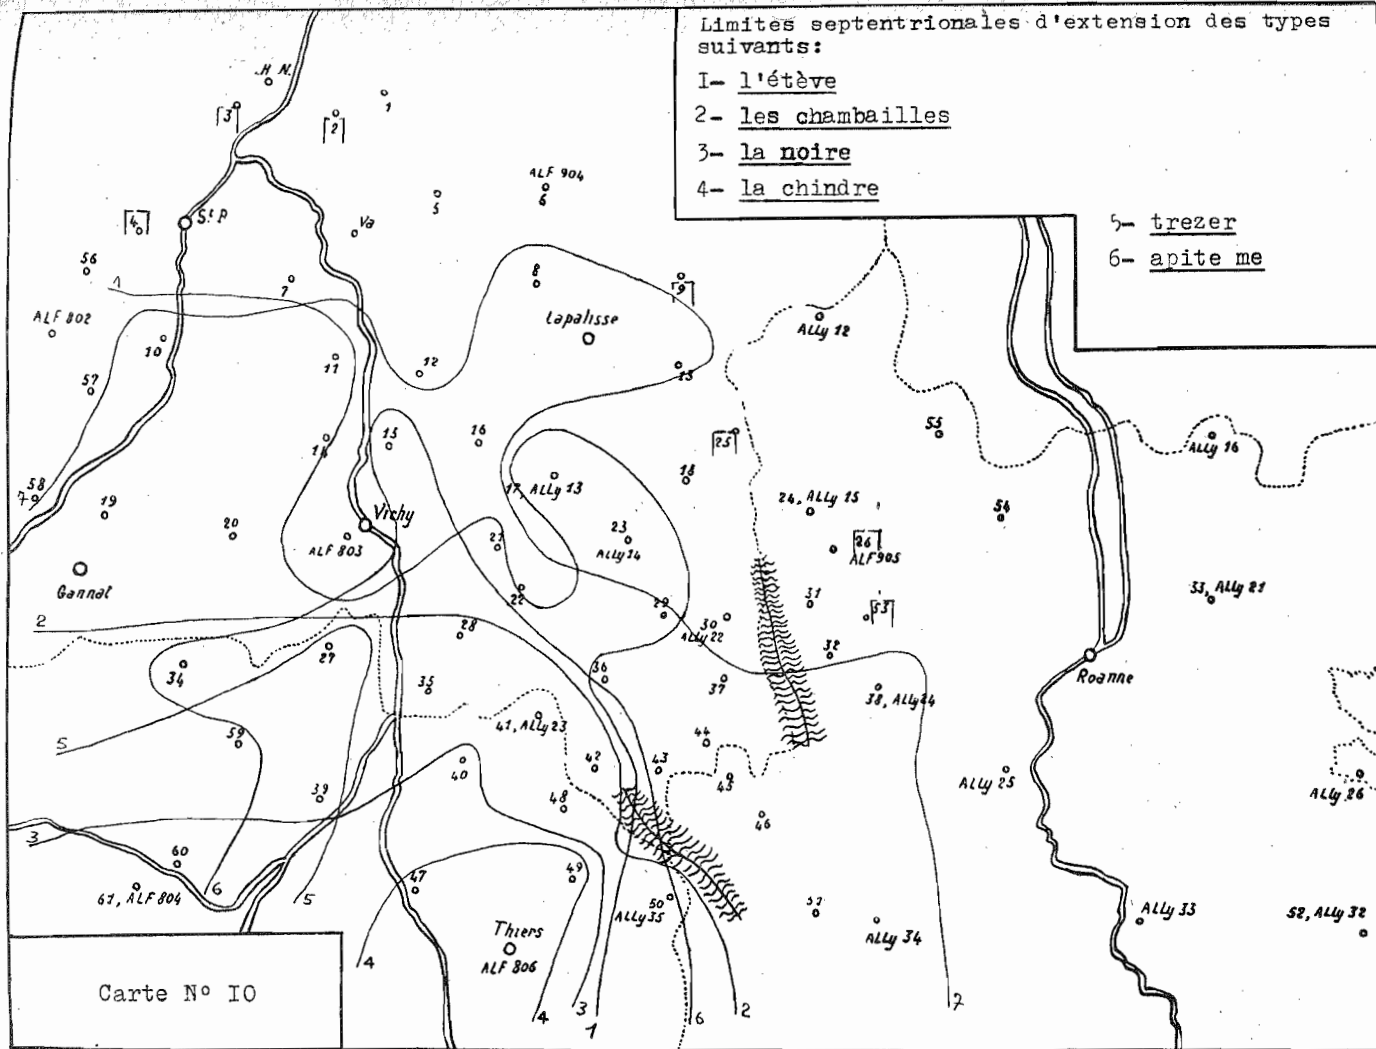 Limites septentrionales d'extension des types
suivants:
I- l'étève
2- les chambailles
3- la noire
4- la chindre
5- trezer
6- apite me
H N.
3
2
1
ALF 904
6
5
4
St P
Va
56
1
7
8
9
Lapalisse
ALly 12
ALF 802
10
11
12
13
57
14
15
16
25
55
ALly 16
58
7
19
20
Vichy
ALF 803
17, ALly 13
18
24, ALly 15
54
21
23
ALly 14
26
ALF 905
Gannat
22
29
30
ALly 22
31
53
33, ALly 21
2
28
27
34
35
36
37
32
38, ALly 24
Roanne
5
59
41, ALly 23
42
43
44
45
40
39
48
46
ALly 25
ALly 26
3
60
61, ALF 804
6
5
47
49
50
ALly 35
ALly 34
ALly 33
52, ALly 32
Thiers
ALF 806
4
4
3
1
6
2
7
Carte Nº IO